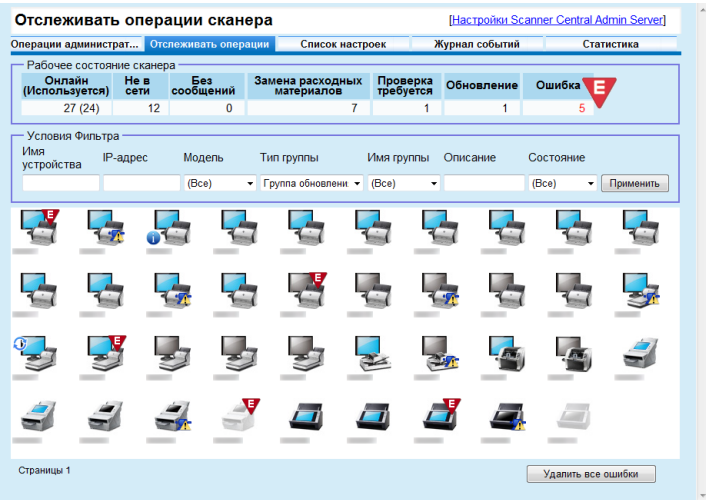 Отслеживать операции сканера [Настройки Scanner Central Admin Server]
Операции администрат... Отслеживать операции Список настроек Журнал событий Статистика
Рабочее состояние сканера
Онлайн (Используется) Не в сети Без сообщений Замена расходных материалов Проверка требуется Обновление Ошибка E
27 (24) 12 0 7 1 1 5
Условия Фильтра
Имя устройства IP-адрес Модель Тип группы Имя группы Описание Состояние
(Все) Группа обновлени (Все) (Все) Применить
E
i
E
E
E
E
Страницы 1 Удалить все ошибки